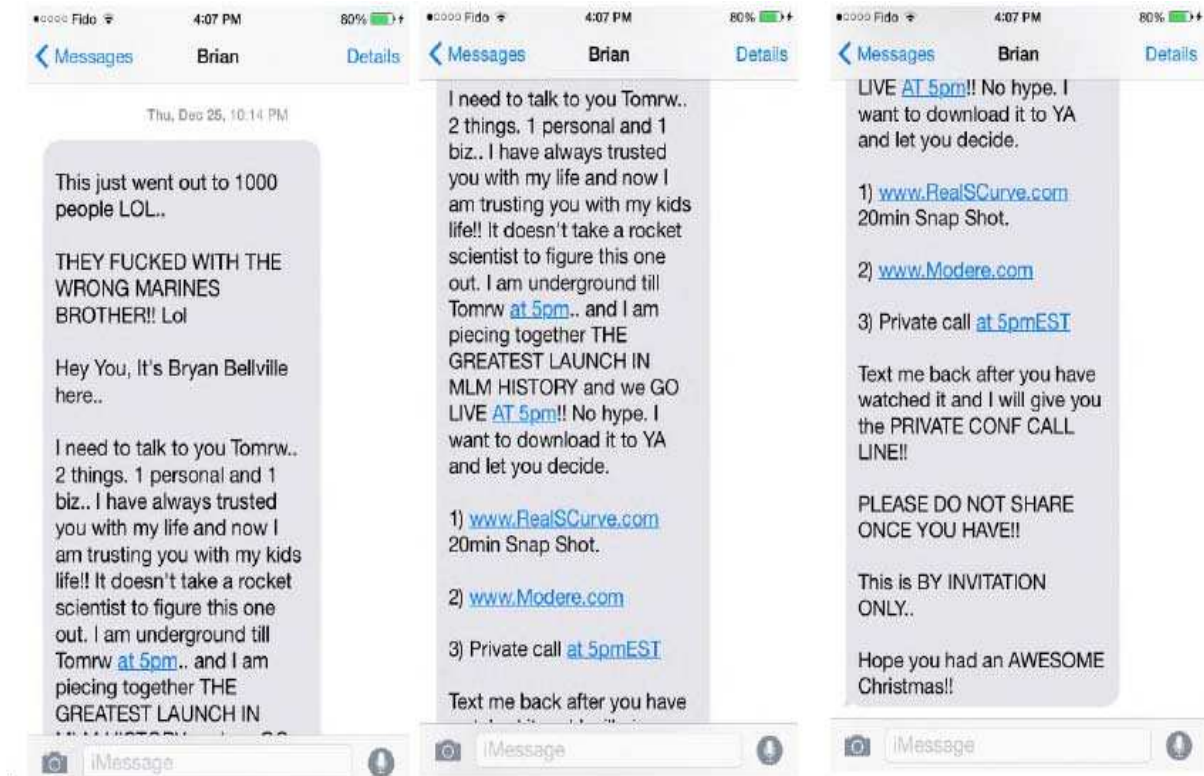 Fido 4:07 PM 80%
Messages Brian Details
Thu, Dec 25, 10:14 PM
This just went out to 1000
people LOL..
THEY FUCKED WITH THE
WRONG MARINES
BROTHER!! Lol
Hey You, It's Bryan Bellville
here..
I need to talk to you Tomrw..
2 things. 1 personal and 1
biz.. I have always trusted
you with my life and now I
am trusting you with my kids
life!! It doesn't take a rocket
scientist to figure this one
out. I am underground till
Tomrw at 5pm.. and I am
piecing together THE
GREATEST LAUNCH IN
iMessage
Fido 4:07 PM 80%
Messages Brian Details
I need to talk to you Tomrw..
2 things. 1 personal and 1
biz.. I have always trusted
you with my life and now I
am trusting you with my kids
life!! It doesn't take a rocket
scientist to figure this one
out. I am underground till
Tomrw at 5pm.. and I am
piecing together THE
GREATEST LAUNCH IN
MLM HISTORY and we GO
LIVE AT 5pm!! No hype. I
want to download it to YA
and let you decide.
1) www.RealSCurve.com
20min Snap Shot.
2) www.Modere.com
3) Private call at 5pmEST
Text me back after you have
iMessage
Fido 4:07 PM 80%
Messages Brian Details
LIVE AT 5pm!! No hype. I
want to download it to YA
and let you decide.
1) www.RealSCurve.com
20min Snap Shot.
2) www.Modere.com
3) Private call at 5pmEST
Text me back after you have
watched it and I will give you
the PRIVATE CONF CALL
LINE!!
PLEASE DO NOT SHARE
ONCE YOU HAVE!!
This is BY INVITATION
ONLY..
Hope you had an AWESOME
Christmas!!
iMessage